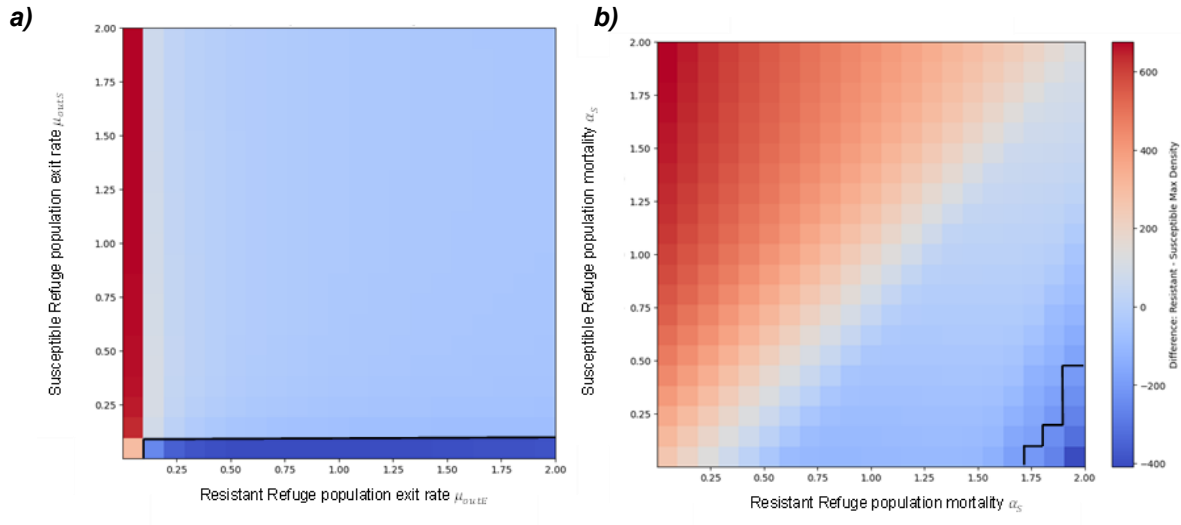 a)
b)
2.00
1.75
1.50
1.25
1.00
0.75
0.50
0.25
Susceptible Refuge population exit rate μ_outS
0.25 0.50 0.75 1.00 1.25 1.50 1.75 2.00
Resistant Refuge population exit rate μ_outE
2.00
1.75
1.50
1.25
1.00
0.75
0.50
0.25
Susceptible Refuge population mortality α_S
0.25 0.50 0.75 1.00 1.25 1.50 1.75 2.00
Resistant Refuge population mortality α_S
600
400
200
0
−200
−400
Difference: Resistant - Susceptible Max Density